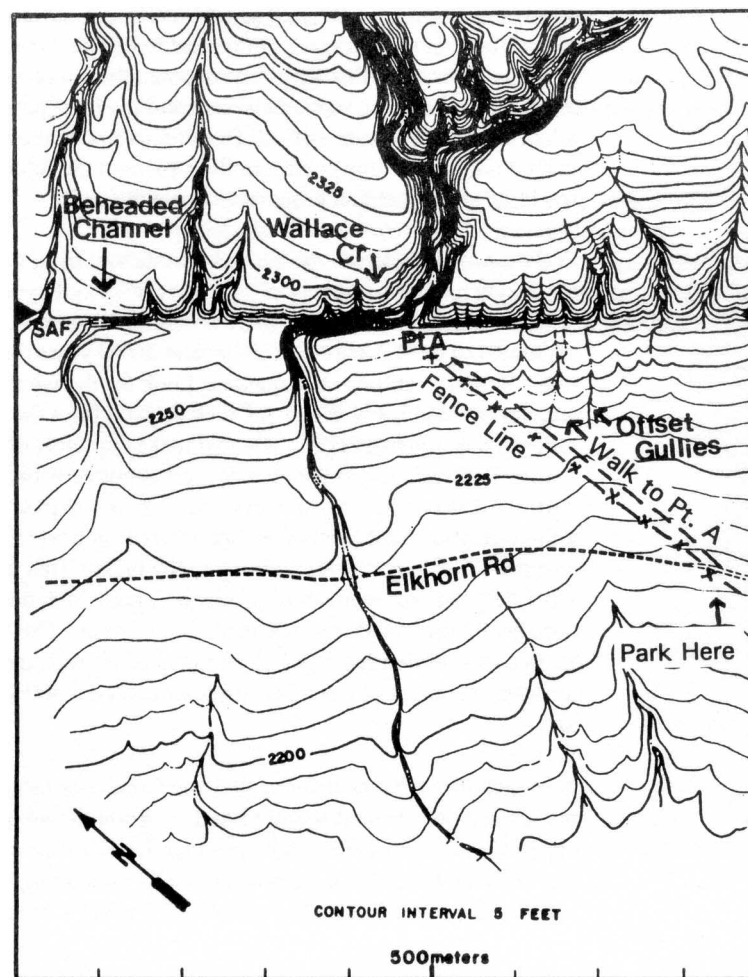 2325
Beheaded
Channel
Wallace
Cr
2300
SAF
Pt.A
2250
Fence Line
Offset
Gullies
Walk to Pt. A
2225
Elkhorn Rd
Park Here
2200
N
CONTOUR INTERVAL 5 FEET
500meters